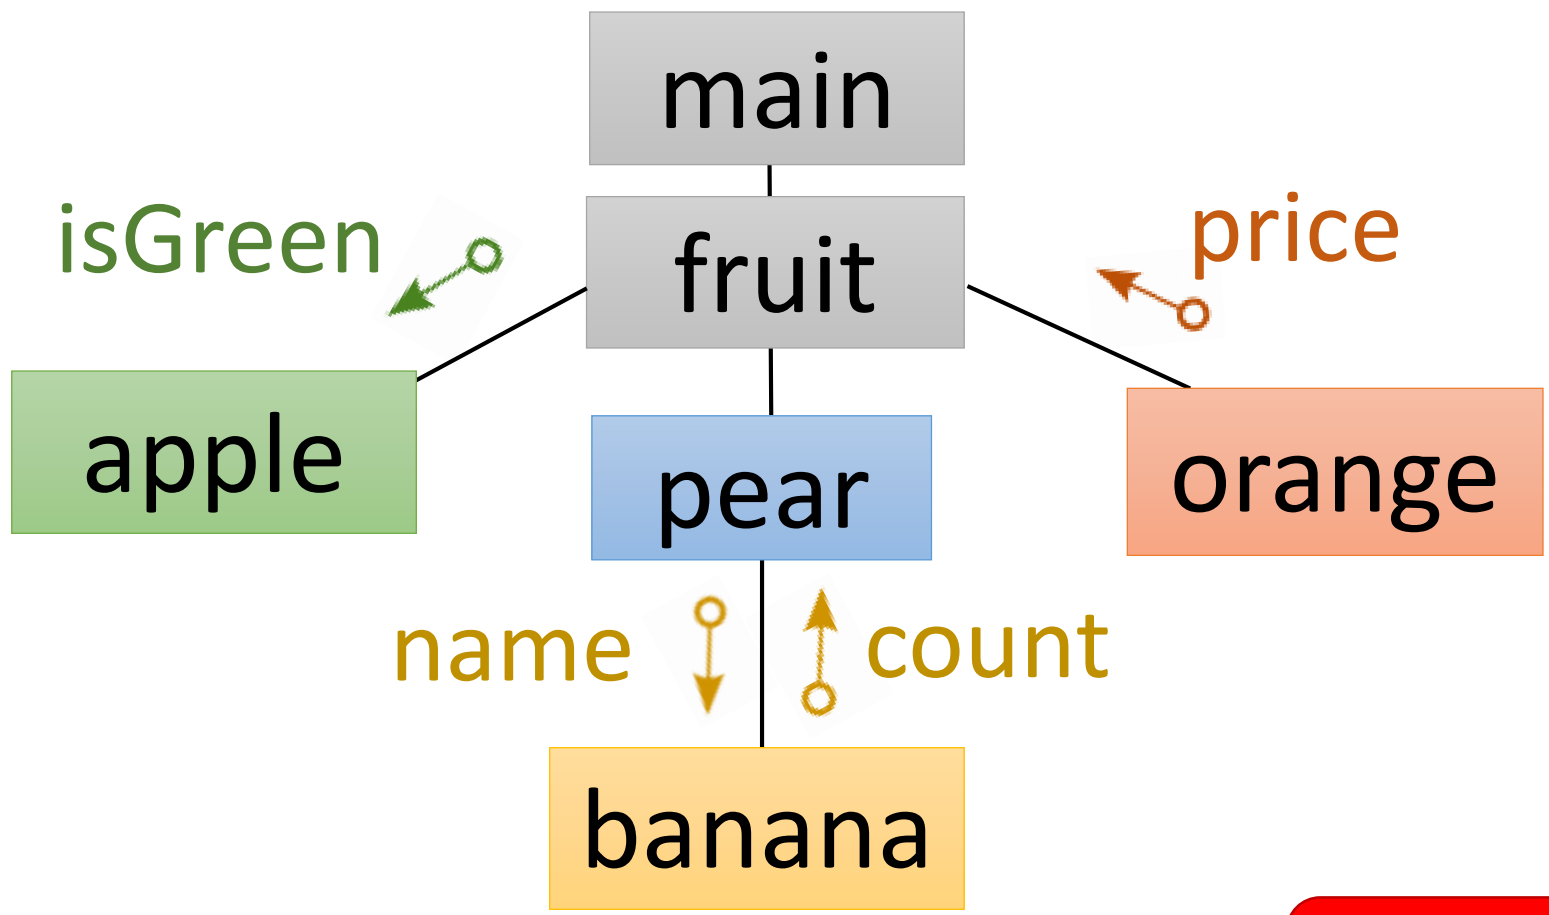 main
isGreen
price
fruit
apple
pear
orange
name
count
banana